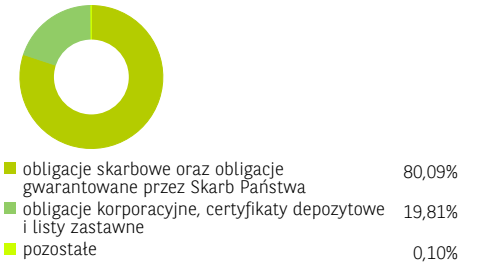 obligacje skarbowe oraz obligacje
gwarantowane przez Skarb Państwa 80,09%
obligacje korporacyjne, certyfikaty depozytowe 19,81%
i listy zastawne
pozostałe 0,10%